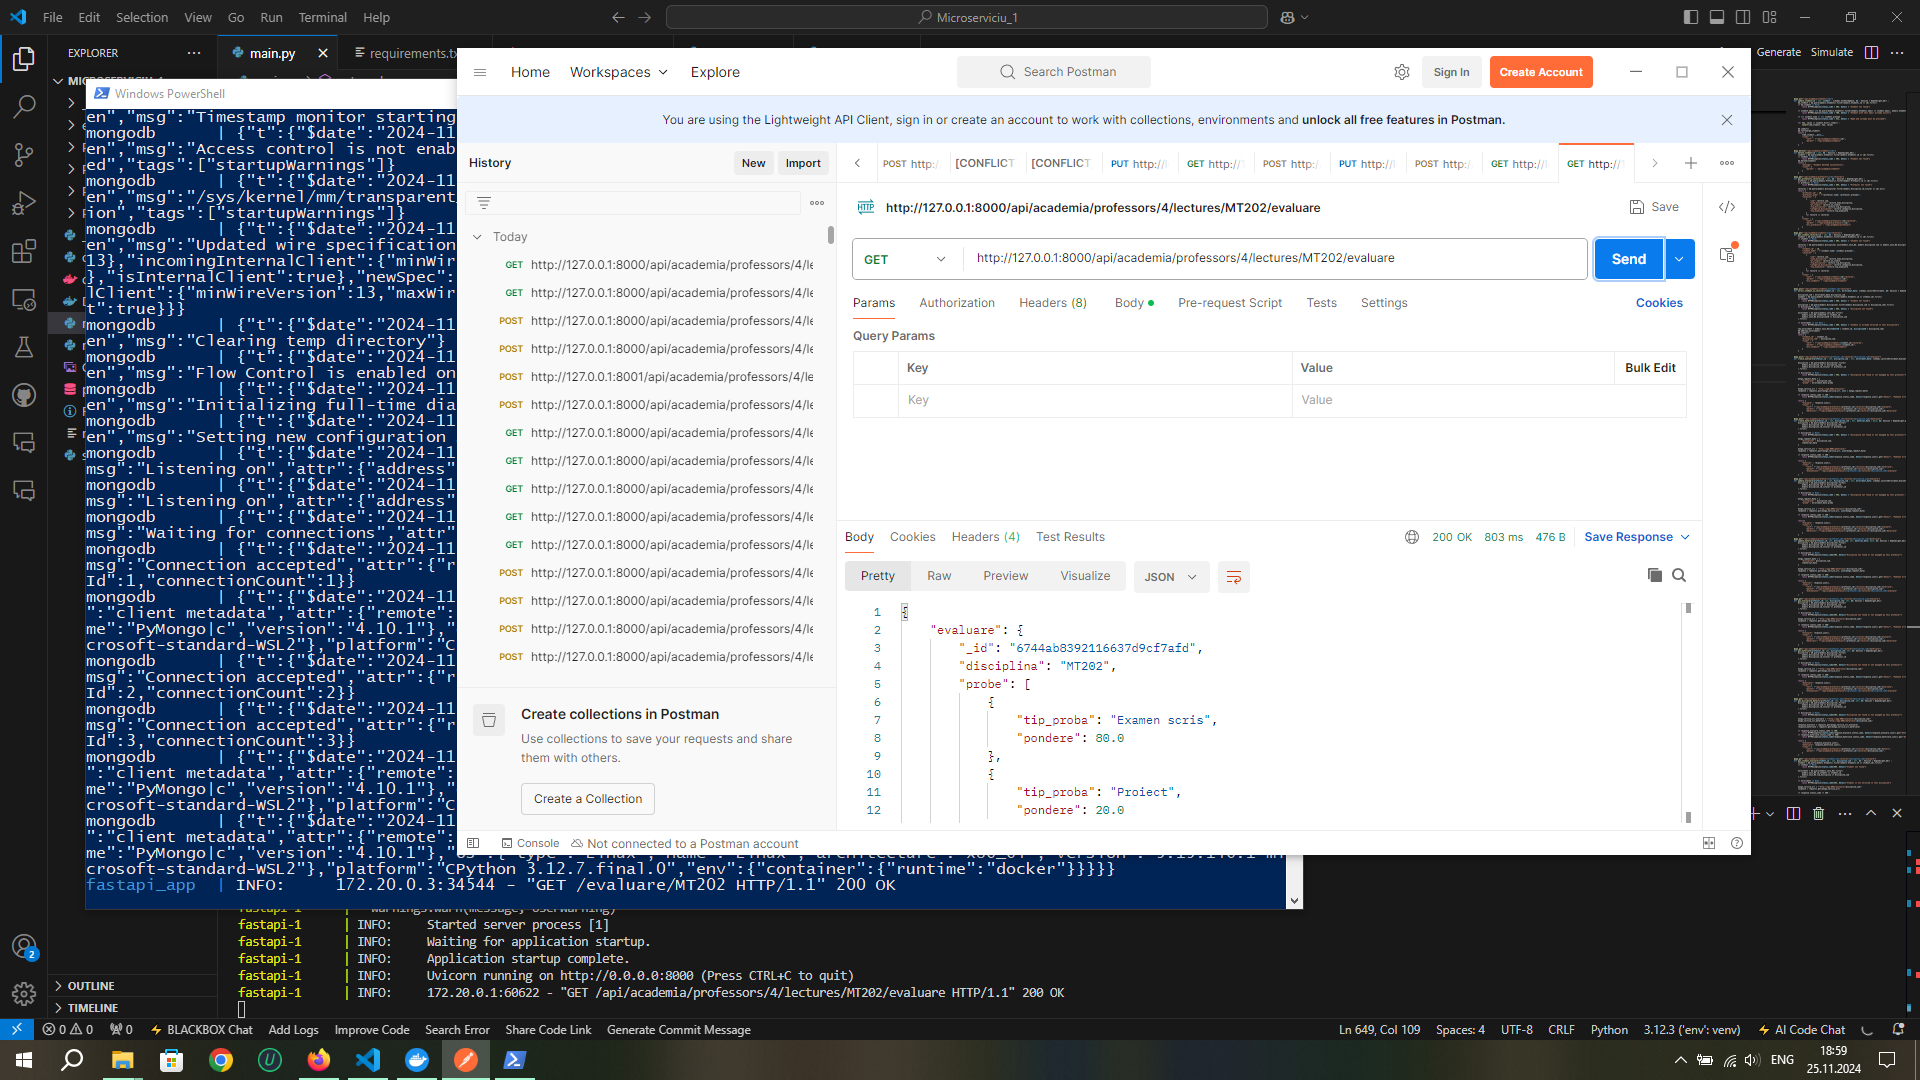 File Edit Selection View Go Run Terminal Help
Microserviciu_1
EXPLORER
main.py
requirements.tx
Generate Simulate
Windows PowerShell
en","msg":"Timestamp monitor starting
mongodb | {"t":{"$date":"2024-11
en","msg":"Access control is not enab
ed","tags":["startupWarnings"]}
mongodb | {"t":{"$date":"2024-11
en","msg":"/sys/kernel/mm/transparent_
ion","tags":["startupWarnings"]}
mongodb | {"t":{"$date":"2024-11
en","msg":"Updated wire specification
13},"incomingInternalClient":{"minWir
},"isInternalClient":true},"newSpec":
lClient":{"minWireVersion":13,"maxWir
t":true}}}
mongodb | {"t":{"$date":"2024-11
en","msg":"Clearing temp directory"}
mongodb | {"t":{"$date":"2024-11
en","msg":"Flow Control is enabled on
mongodb | {"t":{"$date":"2024-11
en","msg":"Initializing full-time dia
mongodb | {"t":{"$date":"2024-11
en","msg":"Setting new configuration
mongodb | {"t":{"$date":"2024-11
msg":"Listening on","attr":{"address"
mongodb | {"t":{"$date":"2024-11
msg":"Listening on","attr":{"address"
mongodb | {"t":{"$date":"2024-11
msg":"Waiting for connections","attr"
mongodb | {"t":{"$date":"2024-11
msg":"Connection accepted","attr":{"r
Id":1,"connectionCount":1}}
mongodb | {"t":{"$date":"2024-11
":"client metadata","attr":{"remote":
me":"PyMongo|c","version":"4.10.1"},"
crosoft-standard-WSL2"},"platform":"C
mongodb | {"t":{"$date":"2024-11
msg":"Connection accepted","attr":{"r
Id":2,"connectionCount":2}}
mongodb | {"t":{"$date":"2024-11
msg":"Connection accepted","attr":{"r
Id":3,"connectionCount":3}}
mongodb | {"t":{"$date":"2024-11
":"client metadata","attr":{"remote":
me":"PyMongo|c","version":"4.10.1"},"
crosoft-standard-WSL2"},"platform":"C
mongodb | {"t":{"$date":"2024-11
":"client metadata","attr":{"remote":
me":"PyMongo|c","version":"4.10.1"},
crosoft-standard-WSL2"},"platform":"CPython 3.12.7.final.0","env":{"container":{"runtime":"docker"}}}}}
fastapi_app | INFO: 172.20.0.3:34544 - "GET /evaluare/MT202 HTTP/1.1" 200 OK
Home Workspaces Explore
Search Postman
Sign In
Create Account
You are using the Lightweight API Client, sign in or create an account to work with collections, environments and unlock all free features in Postman.
History
New
Import
Today
GET http://127.0.0.1:8000/api/academia/professors/4/le
GET http://127.0.0.1:8000/api/academia/professors/4/le
POST http://127.0.0.1:8000/api/academia/professors/4/le
POST http://127.0.0.1:8000/api/academia/professors/4/le
POST http://127.0.0.1:8001/api/academia/professors/4/le
POST http://127.0.0.1:8000/api/academia/professors/4/le
GET http://127.0.0.1:8000/api/academia/professors/4/le
GET http://127.0.0.1:8000/api/academia/professors/4/le
GET http://127.0.0.1:8000/api/academia/professors/4/le
GET http://127.0.0.1:8000/api/academia/professors/4/le
GET http://127.0.0.1:8000/api/academia/professors/4/le
POST http://127.0.0.1:8000/api/academia/professors/4/le
POST http://127.0.0.1:8000/api/academia/professors/4/le
POST http://127.0.0.1:8000/api/academia/professors/4/le
POST http://127.0.0.1:8000/api/academia/professors/4/le
Create collections in Postman
Use collections to save your requests and share
them with others.
Create a Collection
POST http:/ [CONFLICT [CONFLICT PUT http://l GET http:// POST http:/ PUT http://l POST http:/ GET http://l GET http://
http://127.0.0.1:8000/api/academia/professors/4/lectures/MT202/evaluare
Save
GET
http://127.0.0.1:8000/api/academia/professors/4/lectures/MT202/evaluare
Send
Params Authorization Headers (8) Body Pre-request Script Tests Settings Cookies
Query Params
Key Value Bulk Edit
Key Value
Body Cookies Headers (4) Test Results
200 OK 803 ms 476 B Save Response
Pretty Raw Preview Visualize JSON
1 {
2 "evaluare": {
3 "_id": "6744ab8392116637d9cf7afd",
4 "disciplina": "MT202",
5 "probe": [
6 {
7 "tip_proba": "Examen scris",
8 "pondere": 80.0
9 },
10 {
11 "tip_proba": "Proiect",
12 "pondere": 20.0
Console Not connected to a Postman account
fastapi-1 | INFO: Started server process [1]
fastapi-1 | INFO: Waiting for application startup.
fastapi-1 | INFO: Application startup complete.
fastapi-1 | INFO: Uvicorn running on http://0.0.0.0:8000 (Press CTRL+C to quit)
fastapi-1 | INFO: 172.20.0.1:60622 - "GET /api/academia/professors/4/lectures/MT202/evaluare HTTP/1.1" 200 OK
OUTLINE
TIMELINE
2
0 0 0 BLACKBOX Chat Add Logs Improve Code Search Error Share Code Link Generate Commit Message
Ln 649, Col 109 Spaces: 4 UTF-8 CRLF Python 3.12.3 ('env': venv) AI Code Chat
ENG
18:59
25.11.2024